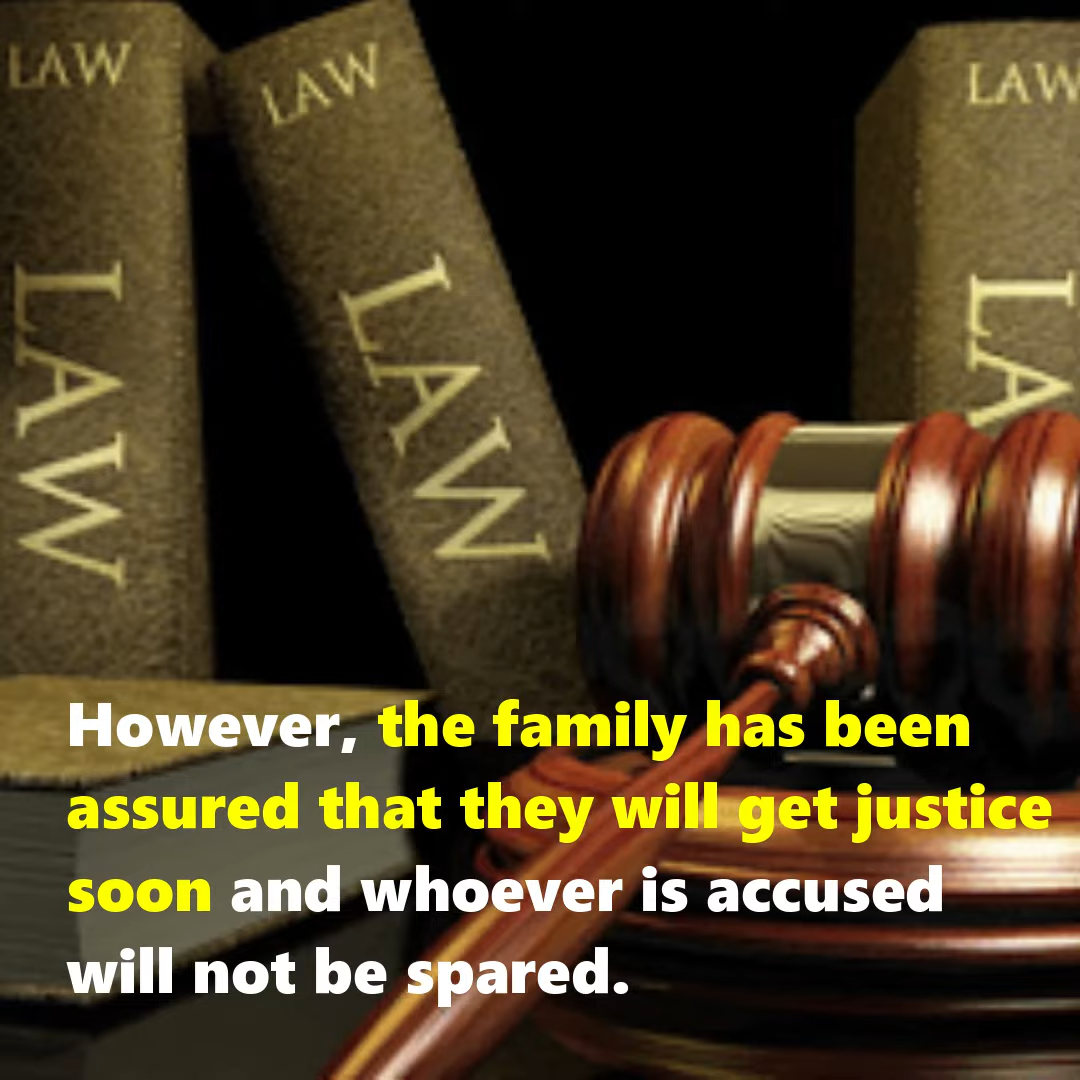 LAW
LAW
LAW
LAW
LAW
LA
However, the family has been
assured that they will get justice
soon and whoever is accused
will not be spared.